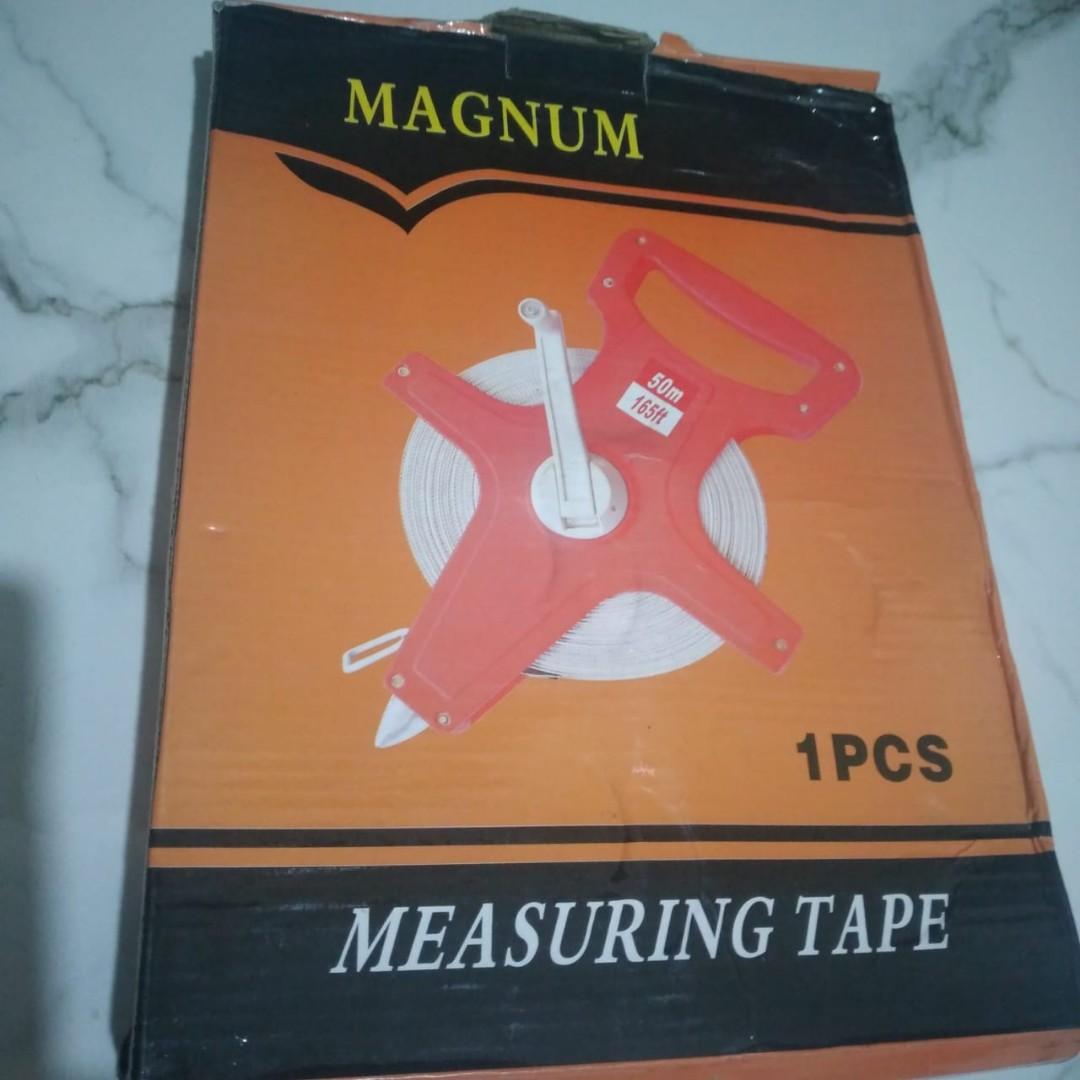 MAGNUM
50m
165ft
1PCS
MEASURING TAPE